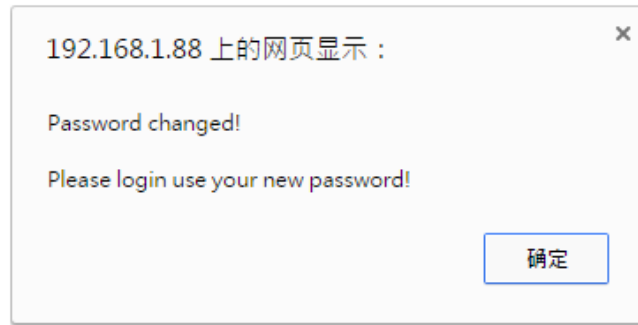 192.168.1.88 上的网页显示：
Password changed!
Please login use your new password!
确定